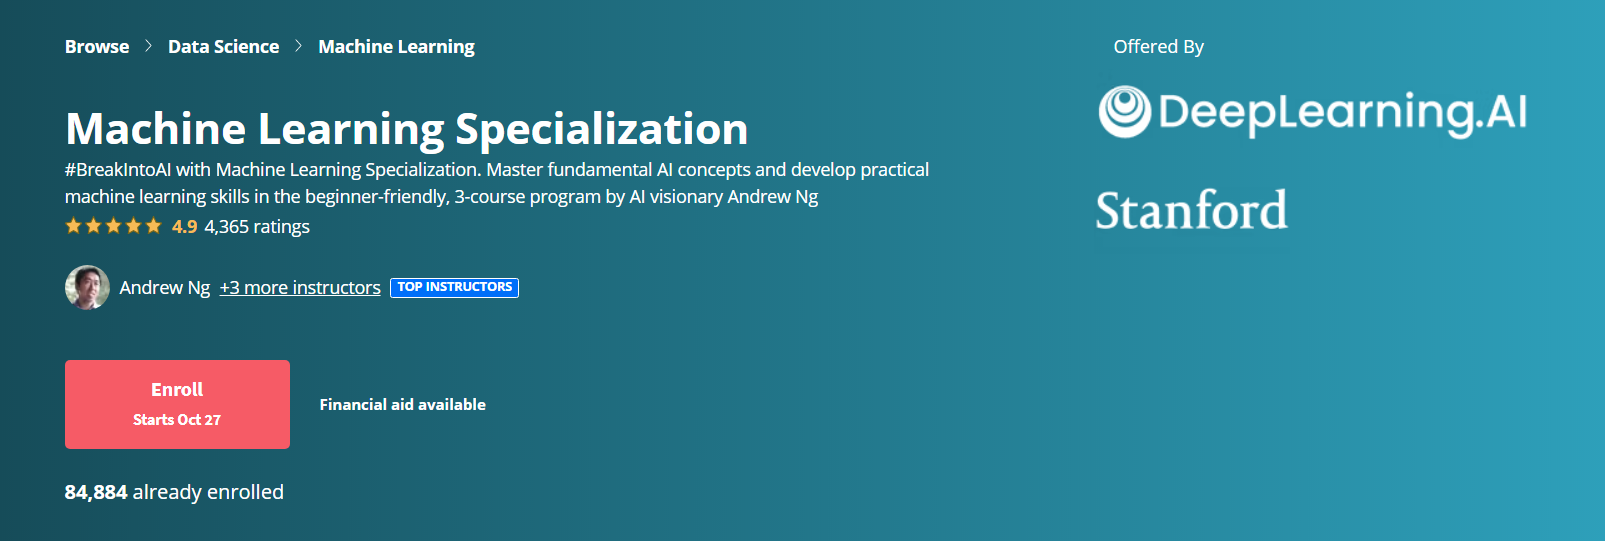 Browse > Data Science > Machine Learning
Offered By
DeepLearning.AI
Stanford
Machine Learning Specialization
#BreakIntoAI with Machine Learning Specialization. Master fundamental AI concepts and develop practical
machine learning skills in the beginner-friendly, 3-course program by AI visionary Andrew Ng
4.9 4,365 ratings
Andrew Ng +3 more instructors TOP INSTRUCTORS
Enroll
Starts Oct 27
Financial aid available
84,884 already enrolled